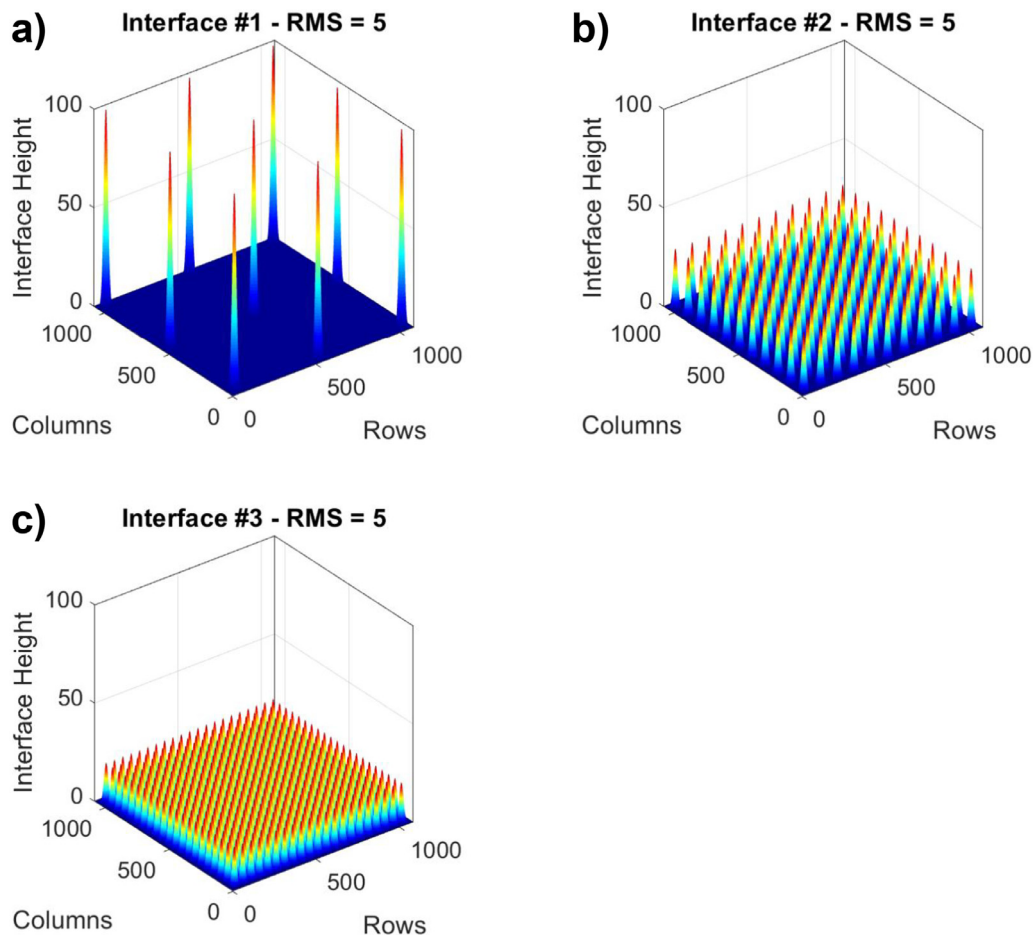 a)
Interface #1 - RMS = 5
100
50
0
Interface Height
1000
500
0
Columns
0
500
1000
Rows
b)
Interface #2 - RMS = 5
100
50
0
Interface Height
1000
500
0
Columns
0
500
1000
Rows
c)
Interface #3 - RMS = 5
100
50
0
Interface Height
1000
500
0
Columns
0
500
1000
Rows